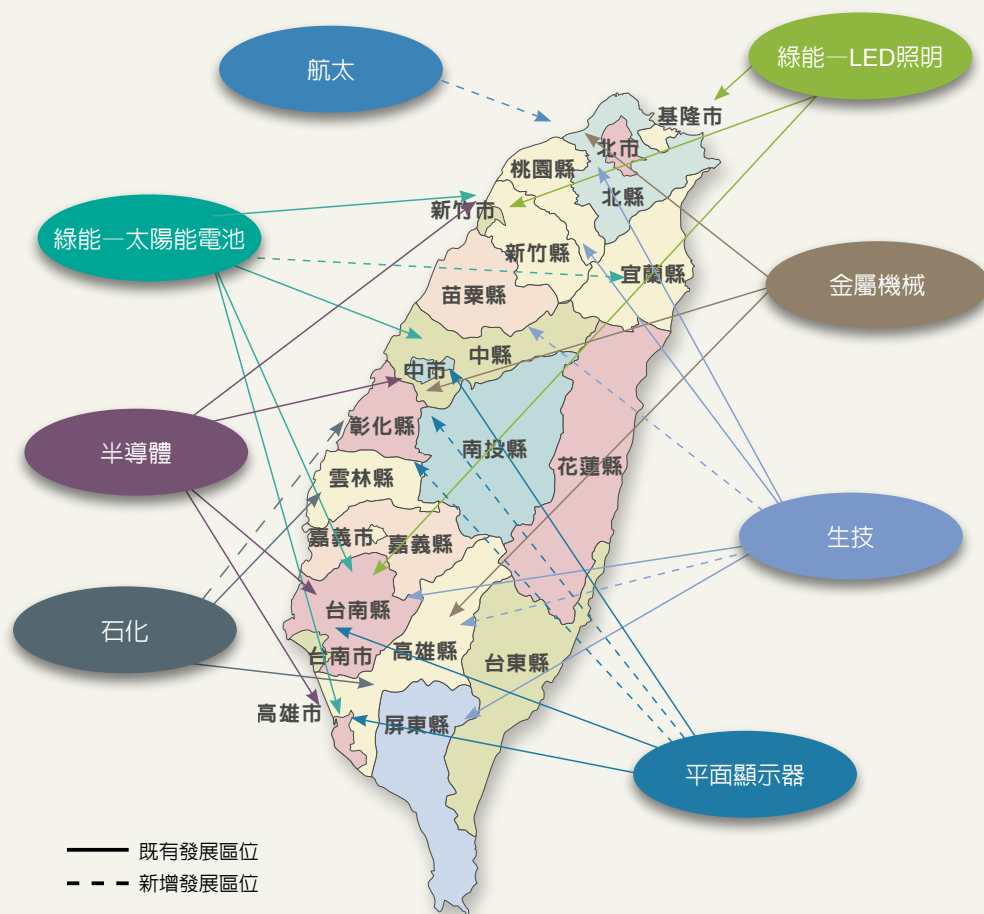 航太
綠能—LED照明
基隆市
北市
桃園縣
北縣
新竹市
綠能—太陽能電池
新竹縣
宜蘭縣
金屬機械
苗栗縣
中縣
中市
彰化縣
南投縣
半導體
花蓮縣
雲林縣
嘉義市
嘉義縣
生技
台南縣
石化
高雄縣
台南市
台東縣
高雄市
屏東縣
平面顯示器
既有發展區位
新增發展區位